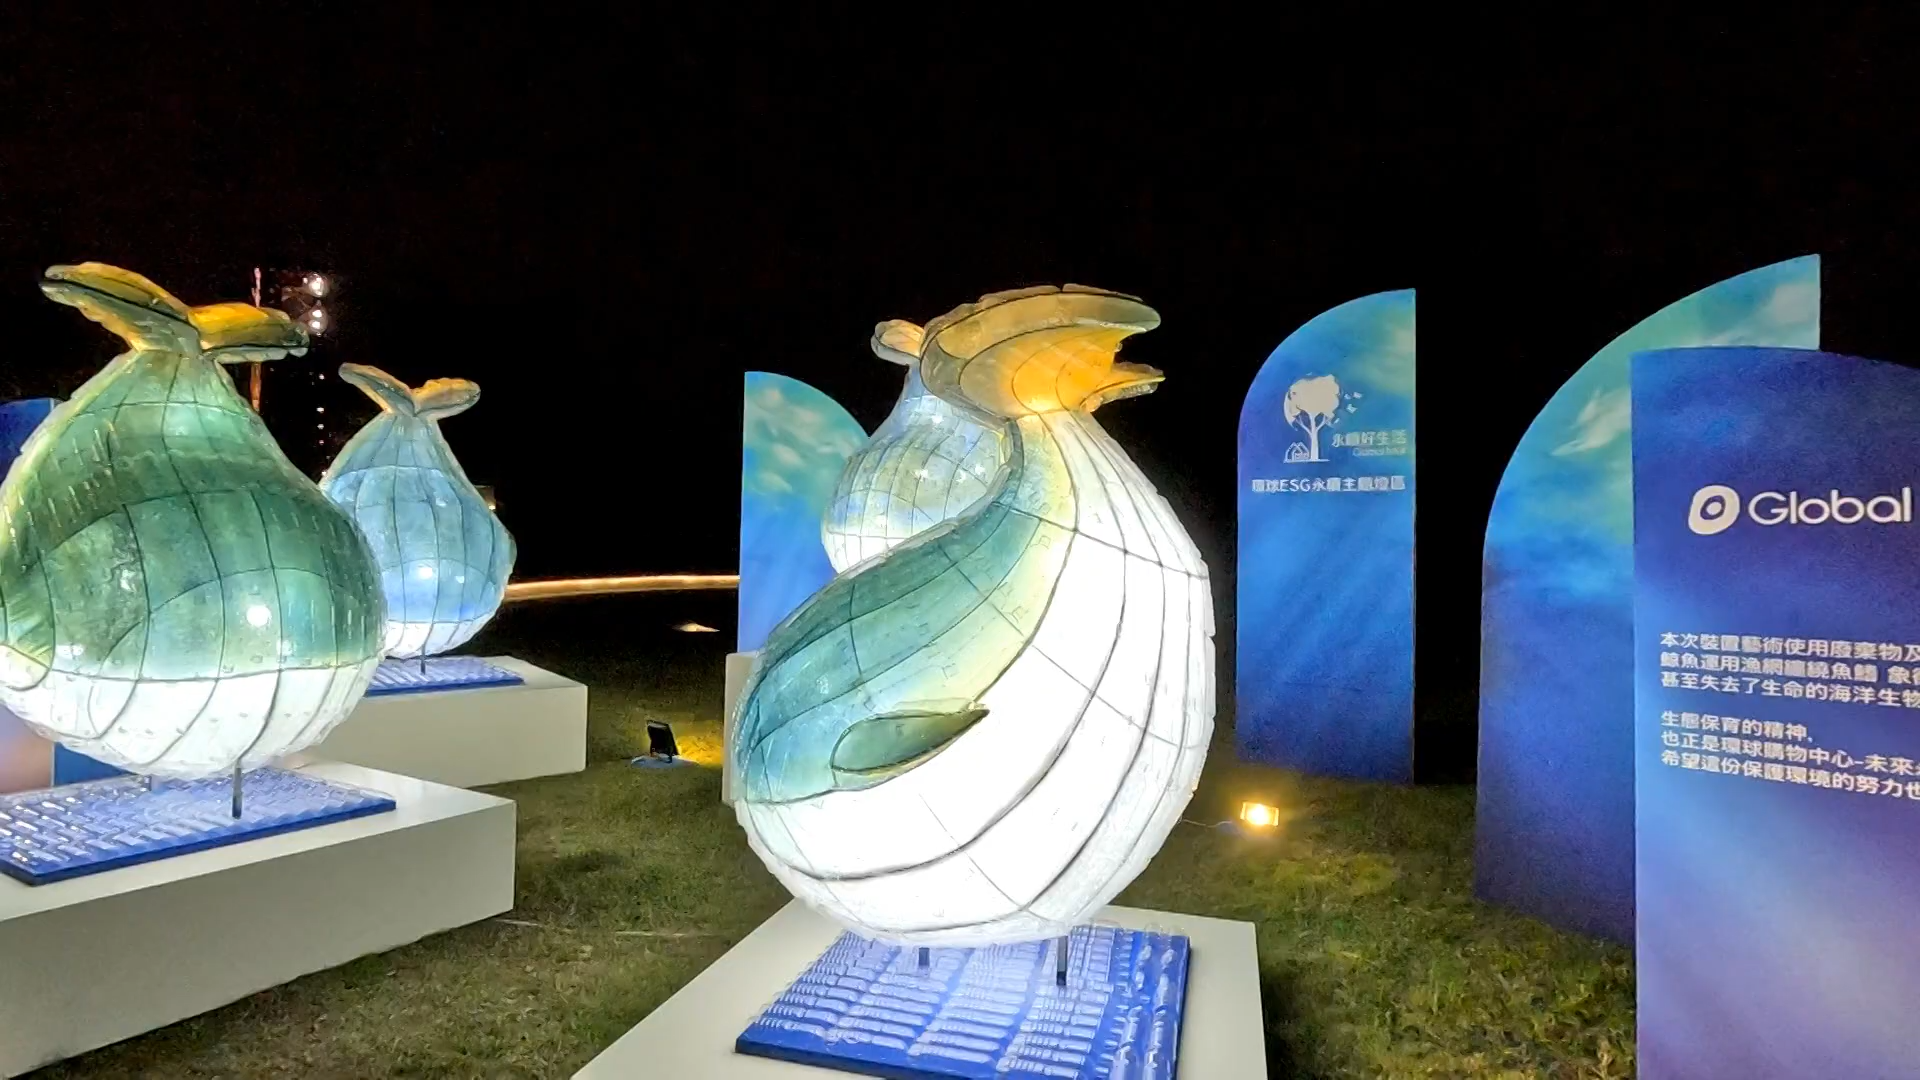 永續好生活
Global Mall
環球ESG永續主題燈區
Global
本次裝置藝術使用廢棄物及
鯨魚運用漁網纏繞魚鰭 象徵
甚至失去了生命的海洋生物
生態保育的精神,
也正是環球購物中心-未來
希望這份保護環境的努力也